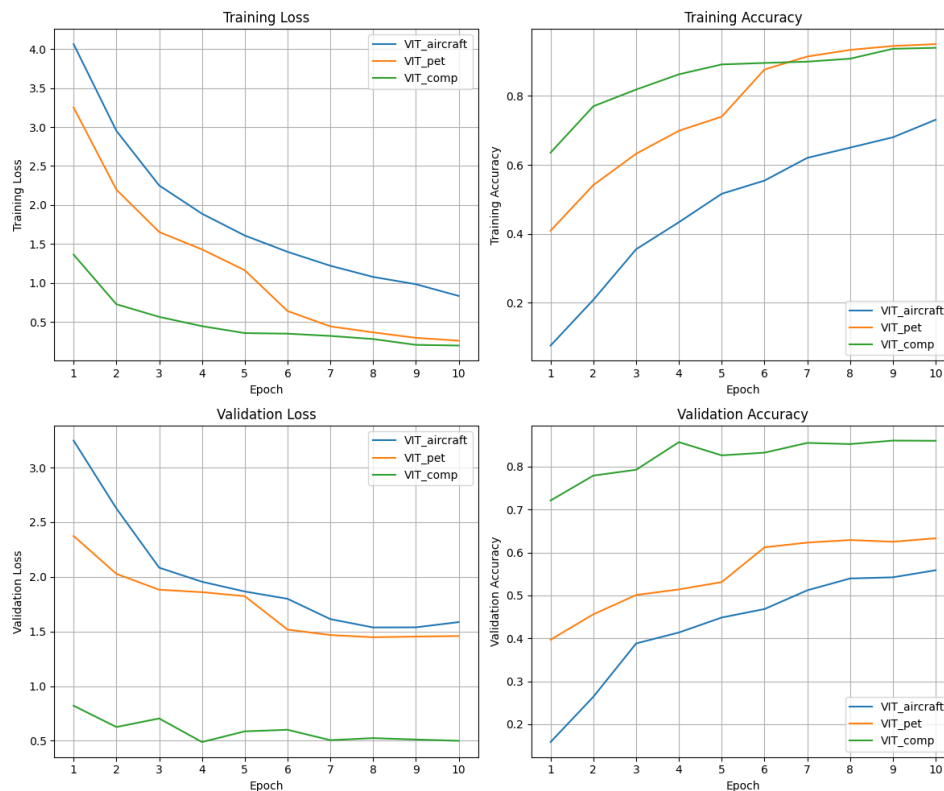 Training Loss
Training Loss
4.0
3.5
3.0
2.5
2.0
1.5
1.0
0.5
VIT_aircraft
VIT_pet
VIT_comp
1 2 3 4 5 6 7 8 9 10
Epoch
Training Accuracy
Training Accuracy
0.8
0.6
0.4
0.2
VIT_aircraft
VIT_pet
VIT_comp
1 2 3 4 5 6 7 8 9 10
Epoch
Validation Loss
Validation Loss
3.0
2.5
2.0
1.5
1.0
0.5
VIT_aircraft
VIT_pet
VIT_comp
1 2 3 4 5 6 7 8 9 10
Epoch
Validation Accuracy
Validation Accuracy
0.8
0.7
0.6
0.5
0.4
0.3
0.2
VIT_aircraft
VIT_pet
VIT_comp
1 2 3 4 5 6 7 8 9 10
Epoch